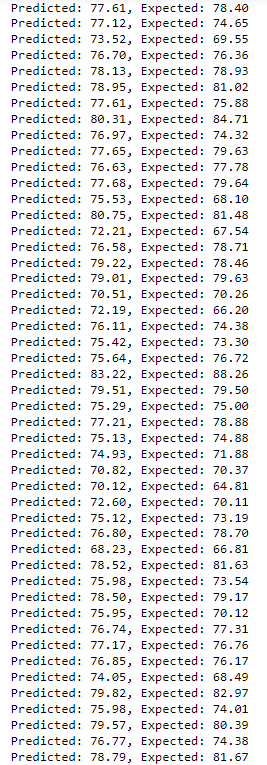 Predicted: 77.61, Expected: 78.40
Predicted: 77.12, Expected: 74.65
Predicted: 73.52, Expected: 69.55
Predicted: 76.70, Expected: 76.36
Predicted: 78.13, Expected: 78.93
Predicted: 78.95, Expected: 81.02
Predicted: 77.61, Expected: 75.88
Predicted: 80.31, Expected: 84.71
Predicted: 76.97, Expected: 74.32
Predicted: 77.65, Expected: 79.63
Predicted: 76.63, Expected: 77.78
Predicted: 77.68, Expected: 79.64
Predicted: 75.53, Expected: 68.10
Predicted: 80.75, Expected: 81.48
Predicted: 72.21, Expected: 67.54
Predicted: 76.58, Expected: 78.71
Predicted: 79.22, Expected: 78.46
Predicted: 79.01, Expected: 79.63
Predicted: 70.51, Expected: 70.26
Predicted: 72.19, Expected: 66.20
Predicted: 76.11, Expected: 74.38
Predicted: 75.42, Expected: 73.30
Predicted: 75.64, Expected: 76.72
Predicted: 83.22, Expected: 88.26
Predicted: 79.51, Expected: 79.50
Predicted: 75.29, Expected: 75.00
Predicted: 77.21, Expected: 78.88
Predicted: 75.13, Expected: 74.88
Predicted: 74.93, Expected: 71.88
Predicted: 70.82, Expected: 70.37
Predicted: 70.12, Expected: 64.81
Predicted: 72.60, Expected: 70.11
Predicted: 75.12, Expected: 73.19
Predicted: 76.80, Expected: 78.70
Predicted: 68.23, Expected: 66.81
Predicted: 78.52, Expected: 81.63
Predicted: 75.98, Expected: 73.54
Predicted: 78.50, Expected: 79.17
Predicted: 75.95, Expected: 70.12
Predicted: 76.74, Expected: 77.31
Predicted: 77.17, Expected: 76.76
Predicted: 76.85, Expected: 76.17
Predicted: 74.05, Expected: 68.49
Predicted: 79.82, Expected: 82.97
Predicted: 75.98, Expected: 74.01
Predicted: 79.57, Expected: 80.39
Predicted: 76.77, Expected: 74.38
Predicted: 78.79, Expected: 81.67